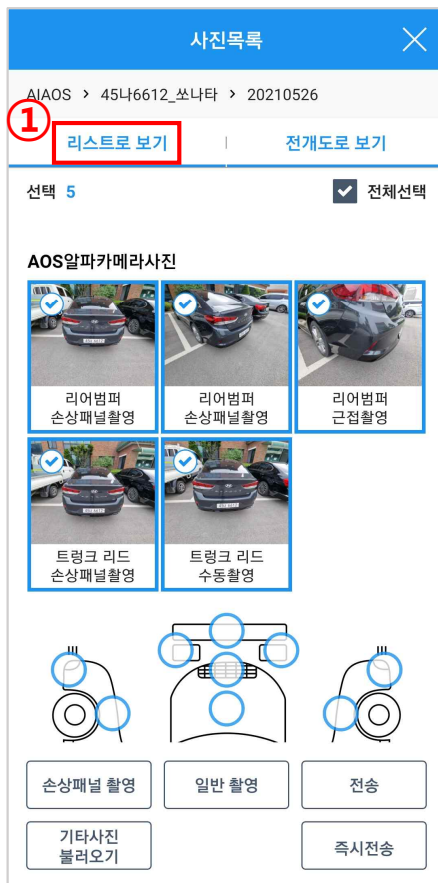 사진목록
AIAOS > 45나6612_쏘나타 > 20210526
①
리스트로 보기 | 전개도로 보기
선택 5 전체선택
AOS알파카메라사진
리어범퍼
손상패널촬영
리어범퍼
손상패널촬영
리어범퍼
근접촬영
트렁크 리드
손상패널촬영
트렁크 리드
수동촬영
손상패널 촬영
일반 촬영
전송
기타사진
불러오기
즉시전송